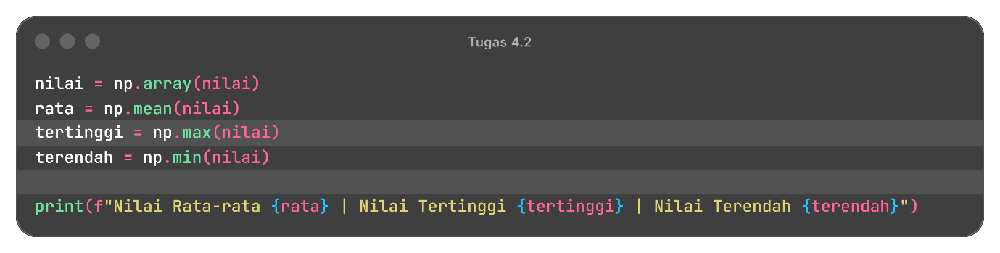 Tugas 4.2
nilai = np.array(nilai)
rata = np.mean(nilai)
tertinggi = np.max(nilai)
terendah = np.min(nilai)
print(f"Nilai Rata-rata {rata} | Nilai Tertinggi {tertinggi} | Nilai Terendah {terendah}")